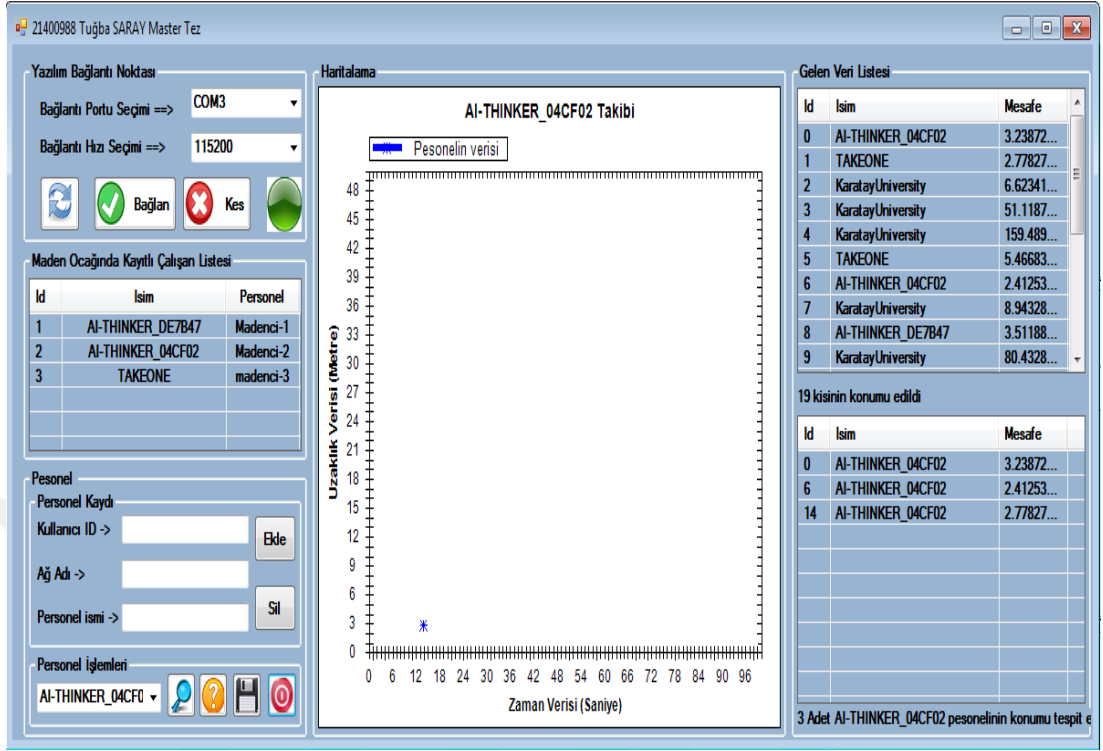 21400988 Tuğba SARAY Master Tez
Yazılım Bağlantı Noktası
Bağlantı Portu Seçimi ==> COM3
Bağlantı Hızı Seçimi ==> 115200
Bağlan Kes
Maden Ocağında Kayıtlı Çalışan Listesi
Id Isim Personel
1 AI-THINKER_DE7B47 Madenci-1
2 AI-THINKER_04CF02 Madenci-2
3 TAKEONE madenci-3
Pesonel
Personel Kaydı
Kullanıcı ID ->
Ekle
Ağ Adı ->
Personel ismi ->
Sil
Personel İşlemleri
AI-THINKER_04CF0
Haritalama
AI-THINKER_04CF02 Takibi
Pesonelin verisi
Uzaklık Verisi (Metre)
48
45
42
39
36
33
30
27
24
21
18
15
12
9
6
3
0
0 6 12 18 24 30 36 42 48 54 60 66 72 78 84 90 96
Zaman Verisi (Saniye)
Gelen Veri Listesi
Id Isim Mesafe
0 AI-THINKER_04CF02 3.23872...
1 TAKEONE 2.77827...
2 KaratayUniversity 6.62341...
3 KaratayUniversity 51.1187...
4 KaratayUniversity 159.489...
5 TAKEONE 5.46683...
6 AI-THINKER_04CF02 2.41253...
7 KaratayUniversity 8.94328...
8 AI-THINKER_DE7B47 3.51188...
9 KaratayUniversity 80.4328...
19 kisinin konumu edildi
Id Isim Mesafe
0 AI-THINKER_04CF02 3.23872...
6 AI-THINKER_04CF02 2.41253...
14 AI-THINKER_04CF02 2.77827...
3 Adet AI-THINKER_04CF02 pesonelinin konumu tespit e